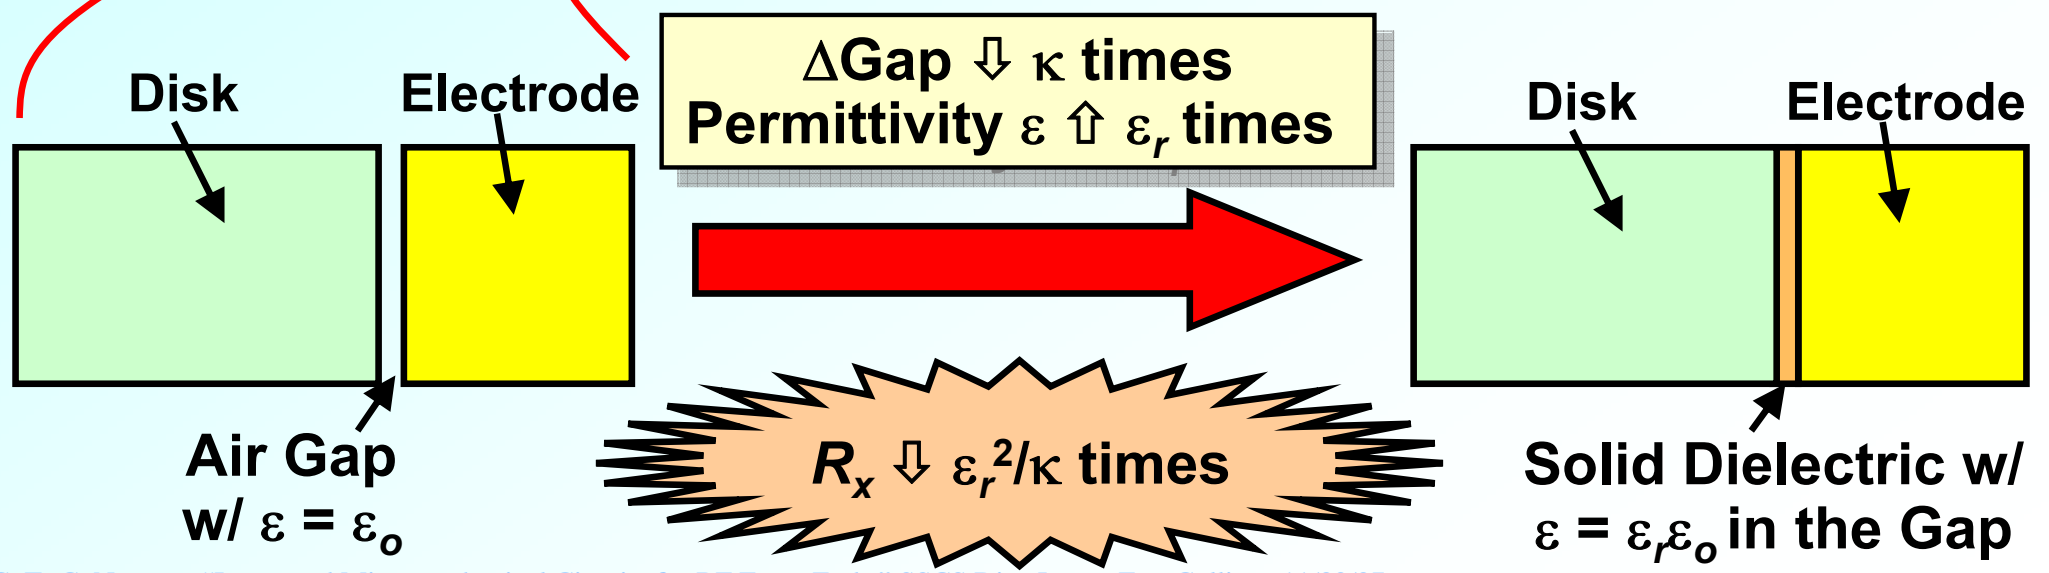 Disk
Electrode
ΔGap ⇩ κ times
Permittivity ε ⇧ εr times
Disk
Electrode
Air Gap
w/ ε = εo
Rx ⇩ εr²/κ times
Solid Dielectric w/
ε = εrεo in the Gap